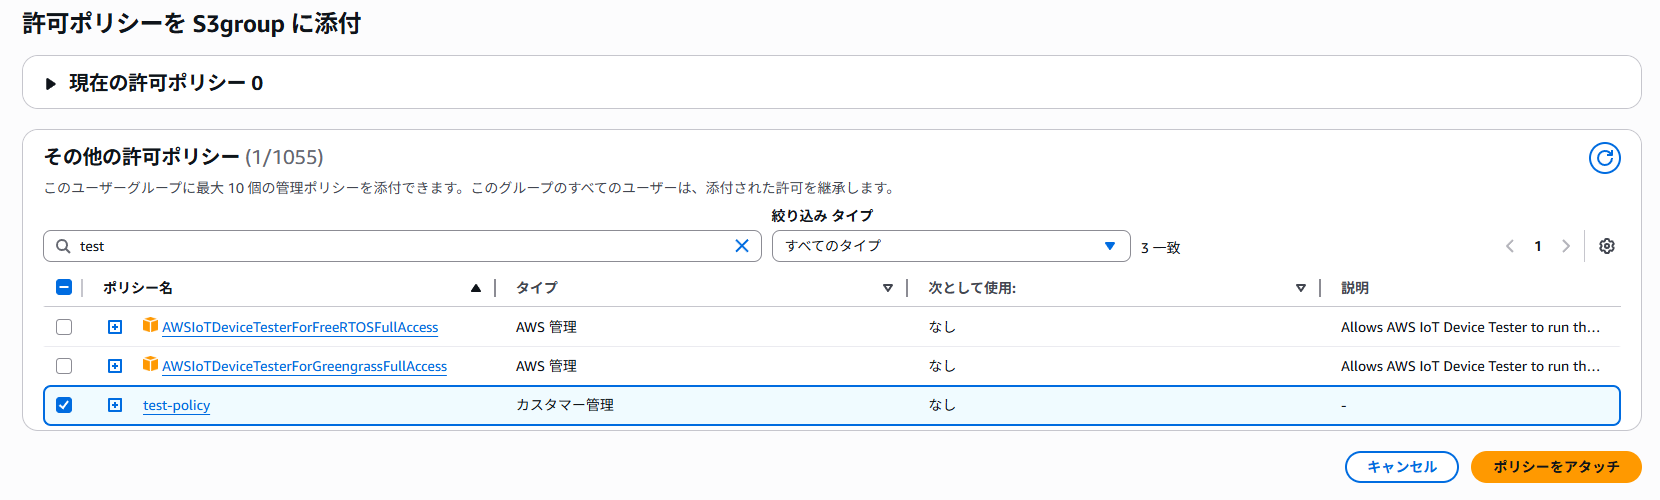 許可ポリシーを S3group に添付
現在の許可ポリシー 0
その他の許可ポリシー (1/1055)
このユーザーグループに最大 10 個の管理ポリシーを添付できます。このグループのすべてのユーザーは、添付された許可を継承します。
絞り込み タイプ
test すべてのタイプ 3 一致 1
ポリシー名 タイプ 次として使用: 説明
AWSIoTDeviceTesterForFreeRTOSFullAccess AWS 管理 なし Allows AWS IoT Device Tester to run th...
AWSIoTDeviceTesterForGreengrassFullAccess AWS 管理 なし Allows AWS IoT Device Tester to run th...
test-policy カスタマー管理 なし -
キャンセル ポリシーをアタッチ